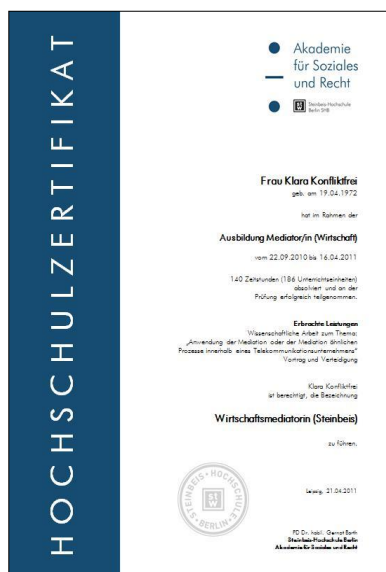 HOCHSCHULZERTIFIKAT
Akademie
für Soziales
und Recht
Steinbeis-Hochschule
Berlin SHB
Frau Klara Konfliktfrei
geb. am 19.04.1972
hat im Rahmen der
Ausbildung Mediator/in (Wirtschaft)
vom 22.09.2010 bis 16.04.2011
140 Zeitstunden (186 Unterrichtseinheiten)
absolviert und an der
Prüfung erfolgreich teilgenommen.
Erbrachte Leistungen
Wissenschaftliche Arbeit zum Thema:
„Anwendung der Mediation oder der Mediation ähnlichen
Prozesse innerhalb eines Telekommunikationsunternehmens"
Vortrag und Verteidigung
Klara Konfliktfrei
ist berechtigt, die Bezeichnung
Wirtschaftsmediatorin (Steinbeis)
zu führen.
STEINBEIS-HOCHSCHULE
STW
BERLIN
Leipzig, 21.04.2011
PD Dr. habil. Gernot Barth
Steinbeis-Hochschule Berlin
Akademie für Soziales und Recht